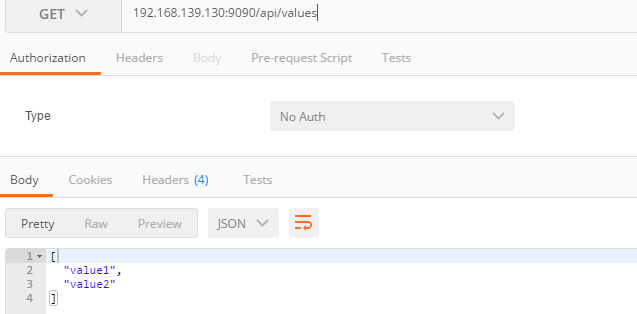 GET 192.168.139.130:9090/api/values
Authorization Headers Body Pre-request Script Tests
Type No Auth
Body Cookies Headers (4) Tests
Pretty Raw Preview JSON
1 [
2 "value1",
3 "value2"
4 ]